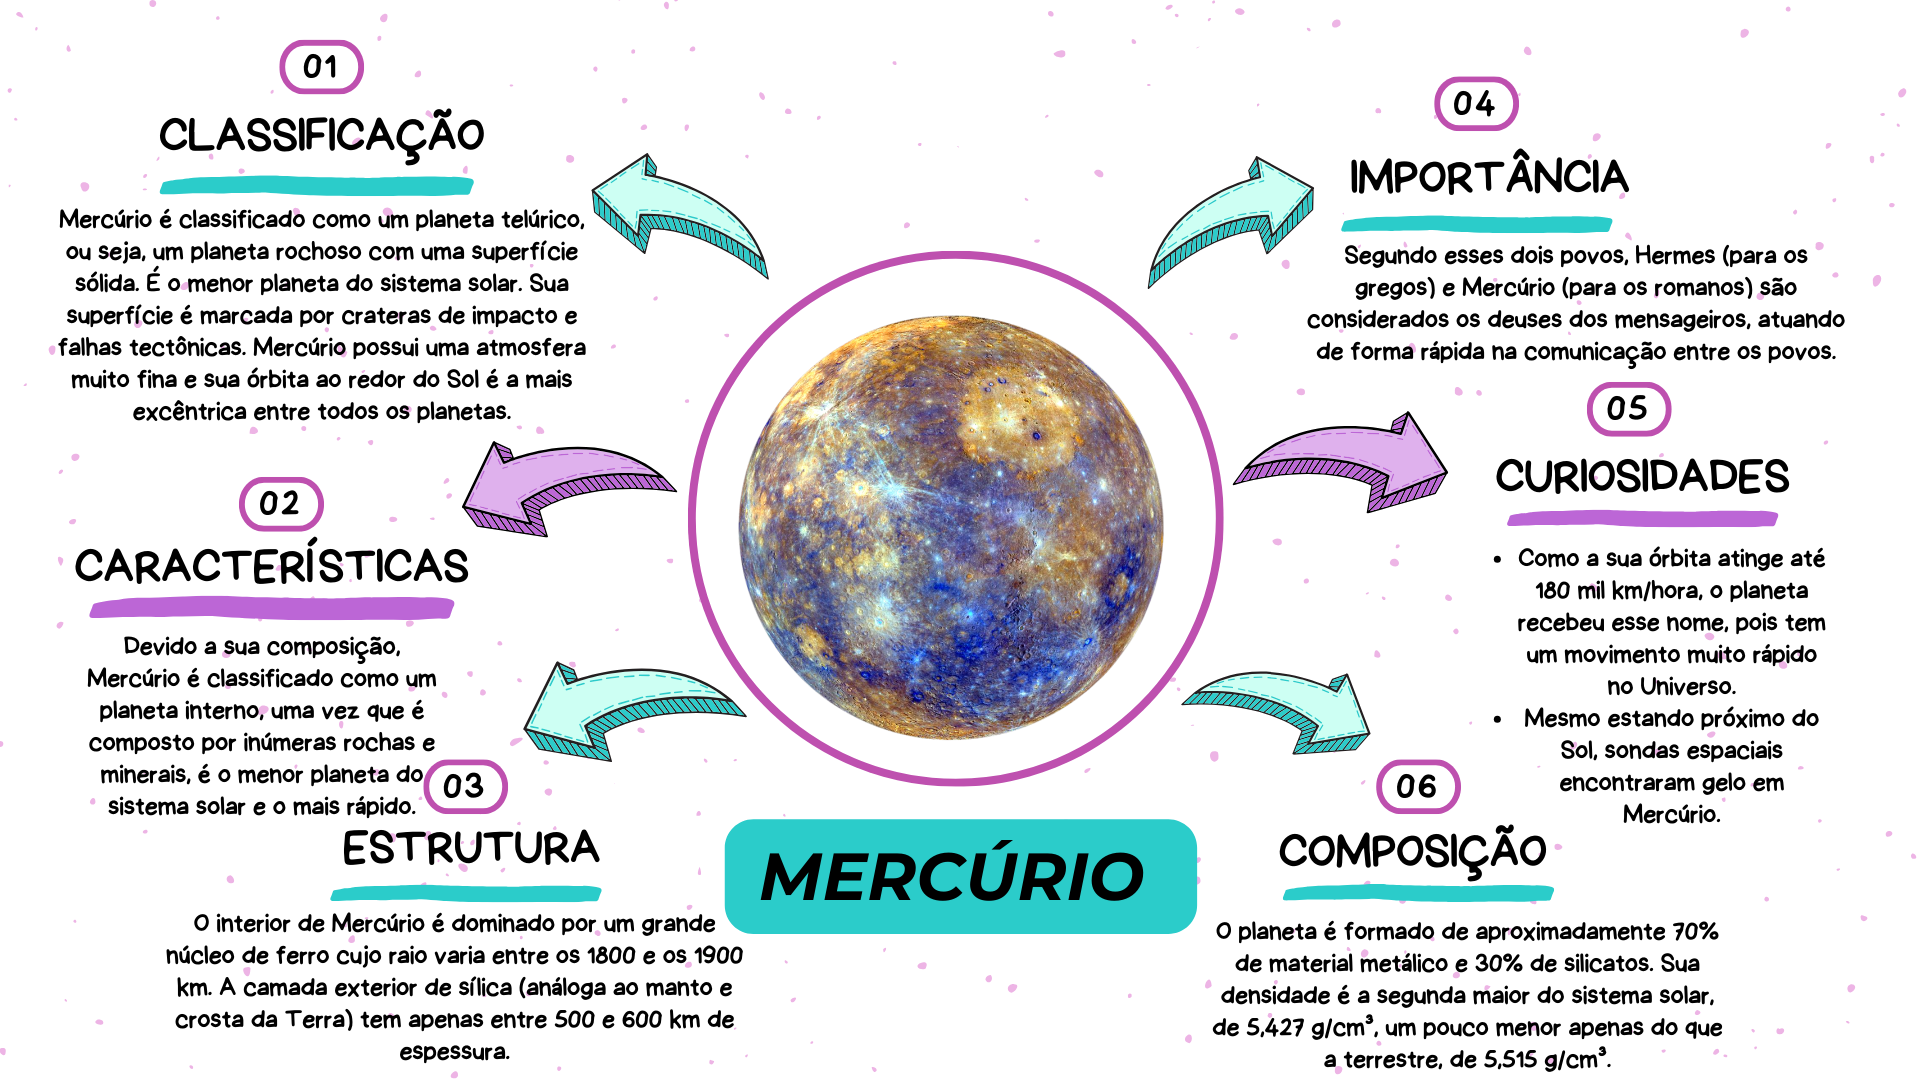 01
CLASSIFICAÇÃO
Mercúrio é classificado como um planeta telúrico,
ou seja, um planeta rochoso com uma superfície
sólida. É o menor planeta do sistema solar. Sua
superfície é marcada por crateras de impacto e
falhas tectônicas. Mercúrio possui uma atmosfera
muito fina e sua órbita ao redor do Sol é a mais
excêntrica entre todos os planetas.
02
CARACTERÍSTICAS
Devido a sua composição,
Mercúrio é classificado como um
planeta interno, uma vez que é
composto por inúmeras rochas e
minerais, é o menor planeta do
sistema solar e o mais rápido.
03
ESTRUTURA
O interior de Mercúrio é dominado por um grande
núcleo de ferro cujo raio varia entre os 1800 e os 1900
km. A camada exterior de sílica (análoga ao manto e
crosta da Terra) tem apenas entre 500 e 600 km de
espessura.
MERCÚRIO
04
IMPORTÂNCIA
Segundo esses dois povos, Hermes (para os
gregos) e Mercúrio (para os romanos) são
considerados os deuses dos mensageiros, atuando
de forma rápida na comunicação entre os povos.
05
CURIOSIDADES
• Como a sua órbita atinge até
180 mil km/hora, o planeta
recebeu esse nome, pois tem
um movimento muito rápido
no Universo.
• Mesmo estando próximo do
Sol, sondas espaciais
encontraram gelo em
Mercúrio.
06
COMPOSIÇÃO
O planeta é formado de aproximadamente 70%
de material metálico e 30% de silicatos. Sua
densidade é a segunda maior do sistema solar,
de 5,427 g/cm³, um pouco menor apenas do que
a terrestre, de 5,515 g/cm³.